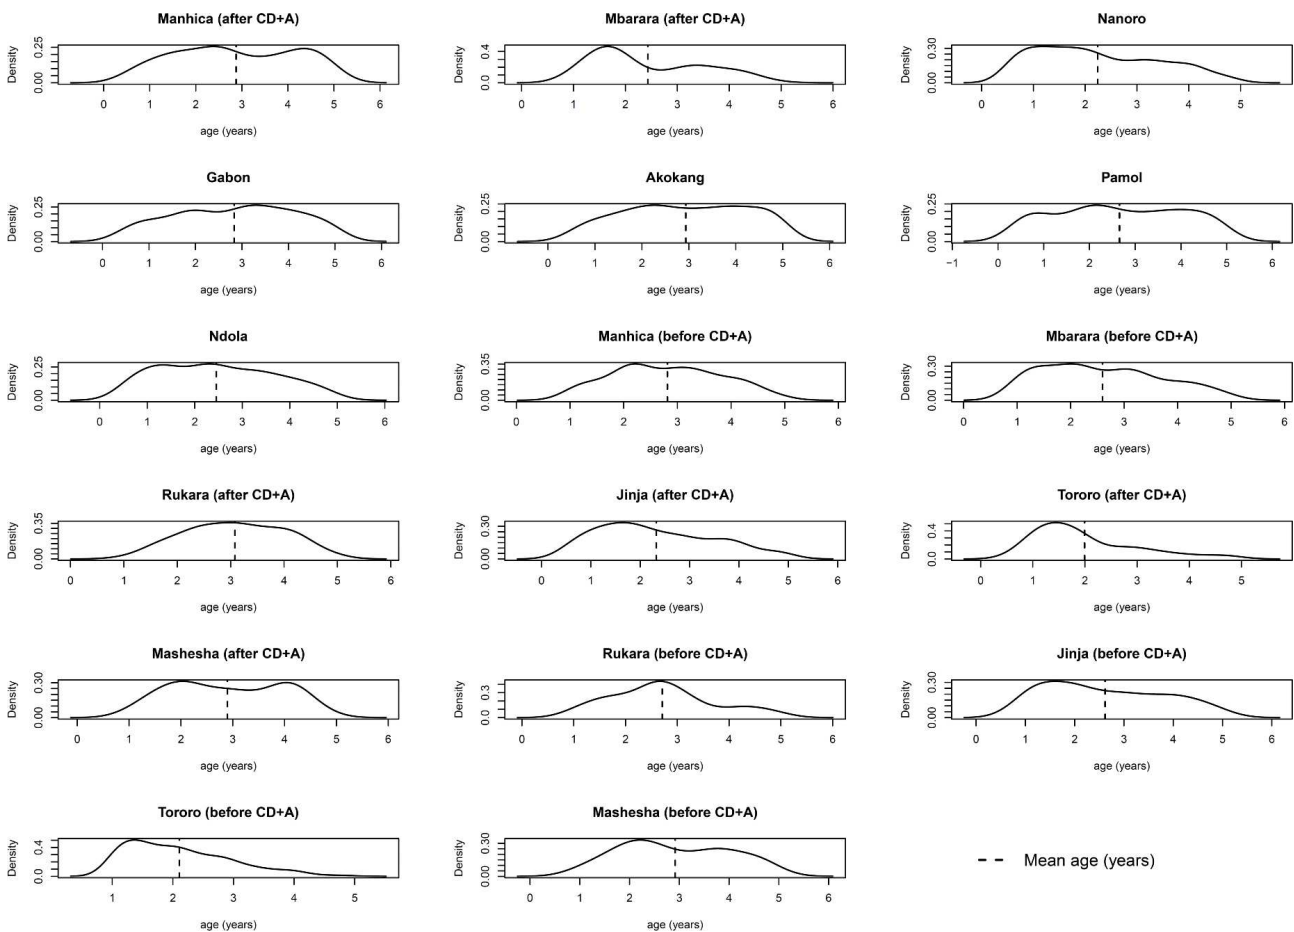 Manhica (after CD+A)
Density
0.00 0.25
0 1 2 3 4 5 6
age (years)
Mbarara (after CD+A)
Density
0.0 0.4
0 1 2 3 4 5 6
age (years)
Nanoro
Density
0.00 0.30
0 1 2 3 4 5
age (years)
Gabon
Density
0.00 0.25
0 1 2 3 4 5 6
age (years)
Akokang
Density
0.00 0.25
0 1 2 3 4 5 6
age (years)
Pamol
Density
0.00 0.25
−1 0 1 2 3 4 5 6
age (years)
Ndola
Density
0.00 0.25
0 1 2 3 4 5 6
age (years)
Manhica (before CD+A)
Density
0.00 0.35
0 1 2 3 4 5 6
age (years)
Mbarara (before CD+A)
Density
0.00 0.30
0 1 2 3 4 5 6
age (years)
Rukara (after CD+A)
Density
0.00 0.35
0 1 2 3 4 5 6
age (years)
Jinja (after CD+A)
Density
0.00 0.30
0 1 2 3 4 5 6
age (years)
Tororo (after CD+A)
Density
0.0 0.4
0 1 2 3 4 5
age (years)
Mashesha (after CD+A)
Density
0.00 0.30
0 1 2 3 4 5 6
age (years)
Rukara (before CD+A)
Density
0.0 0.3
0 1 2 3 4 5 6
age (years)
Jinja (before CD+A)
Density
0.00 0.30
0 1 2 3 4 5 6
age (years)
Tororo (before CD+A)
Density
0.0 0.4
1 2 3 4 5
age (years)
Mashesha (before CD+A)
Density
0.00 0.30
0 1 2 3 4 5 6
age (years)
Mean age (years)